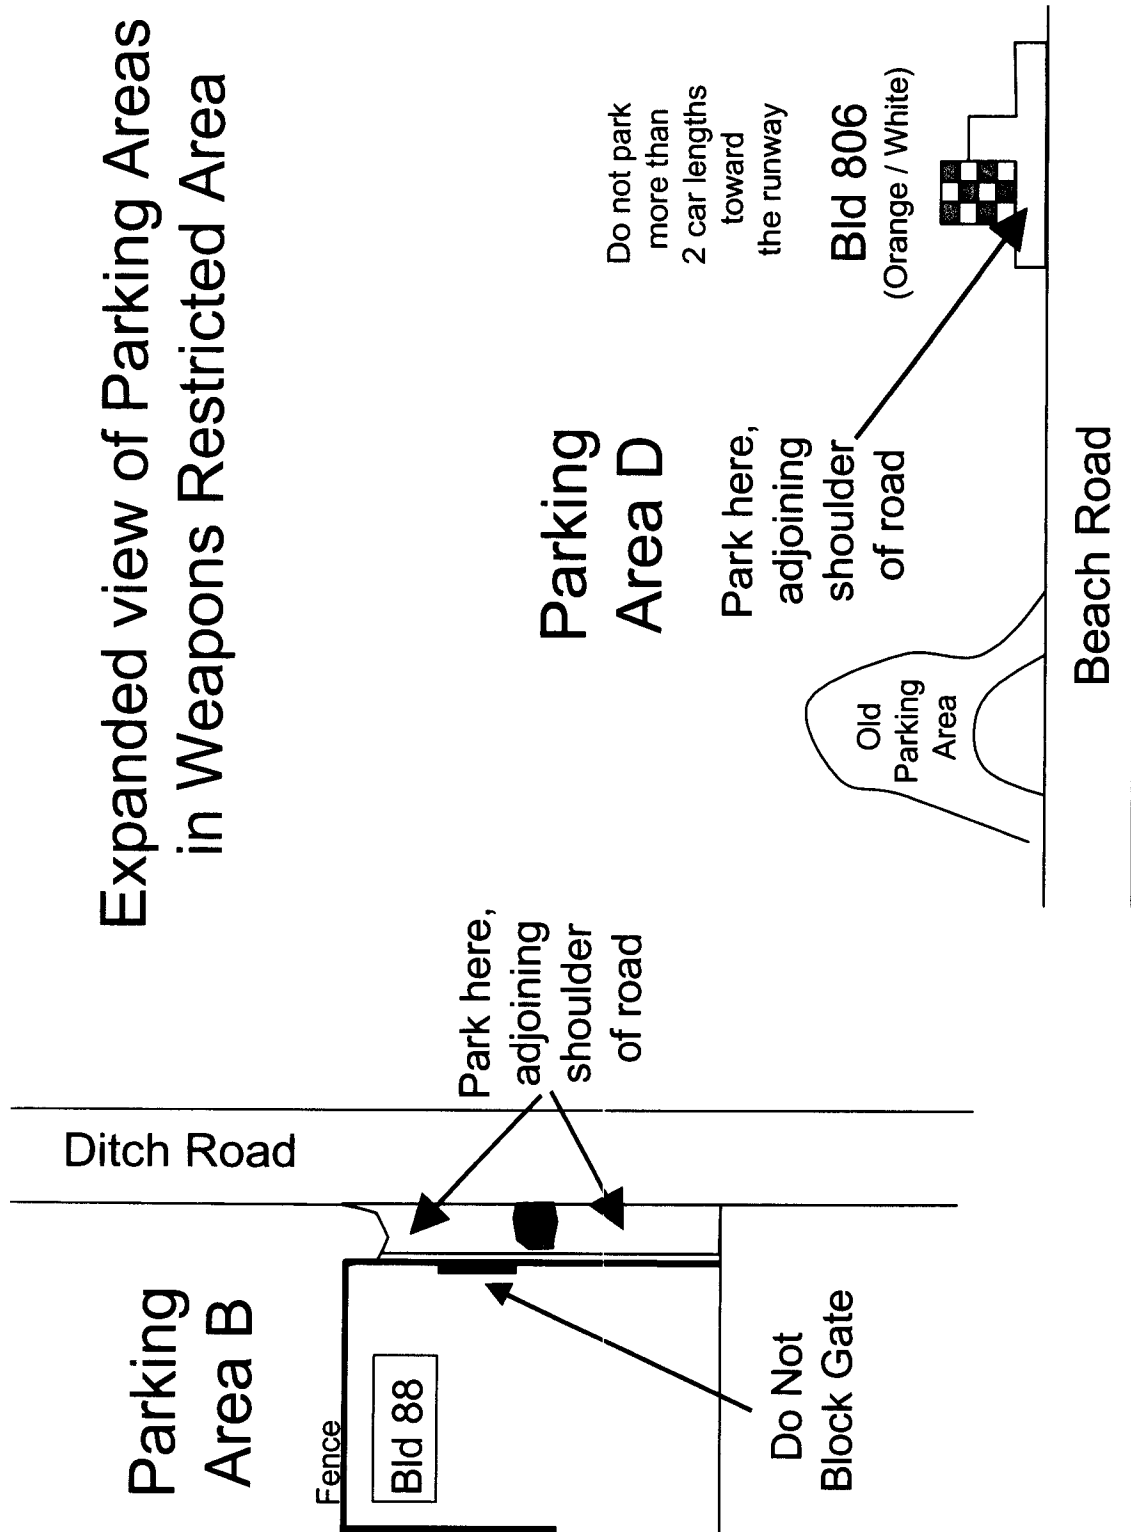 Expanded view of Parking Areas
in Weapons Restricted Area
Parking
Area B
Fence
Bld 88
Ditch Road
Do Not
Block Gate
Park here,
adjoining
shoulder
of road
Parking
Area D
Park here,
adjoining
shoulder
of road
Do not park
more than
2 car lengths
toward
the runway
Bld 806
(Orange / White)
Old
Parking
Area
Beach Road